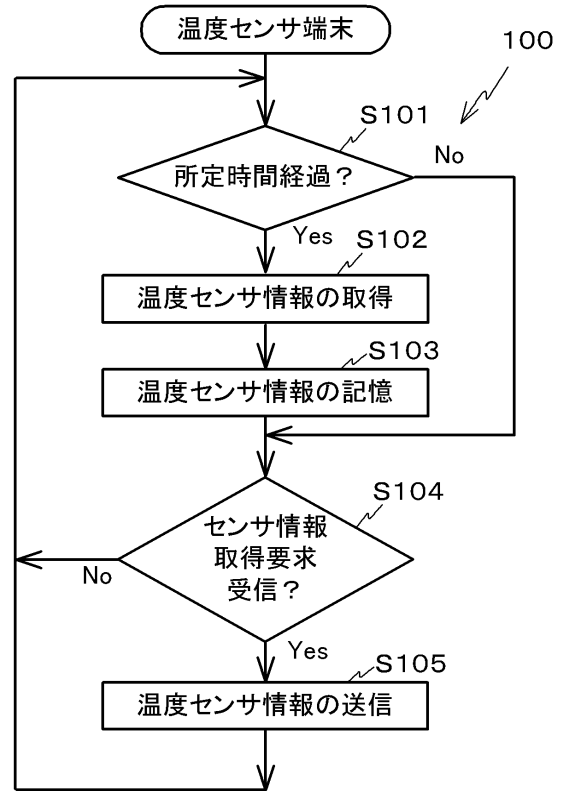 温度センサ端末
100
S101
所定時間経過？
No
Yes
S102
温度センサ情報の取得
S103
温度センサ情報の記憶
S104
センサ情報
取得要求
受信？
No
Yes
S105
温度センサ情報の送信